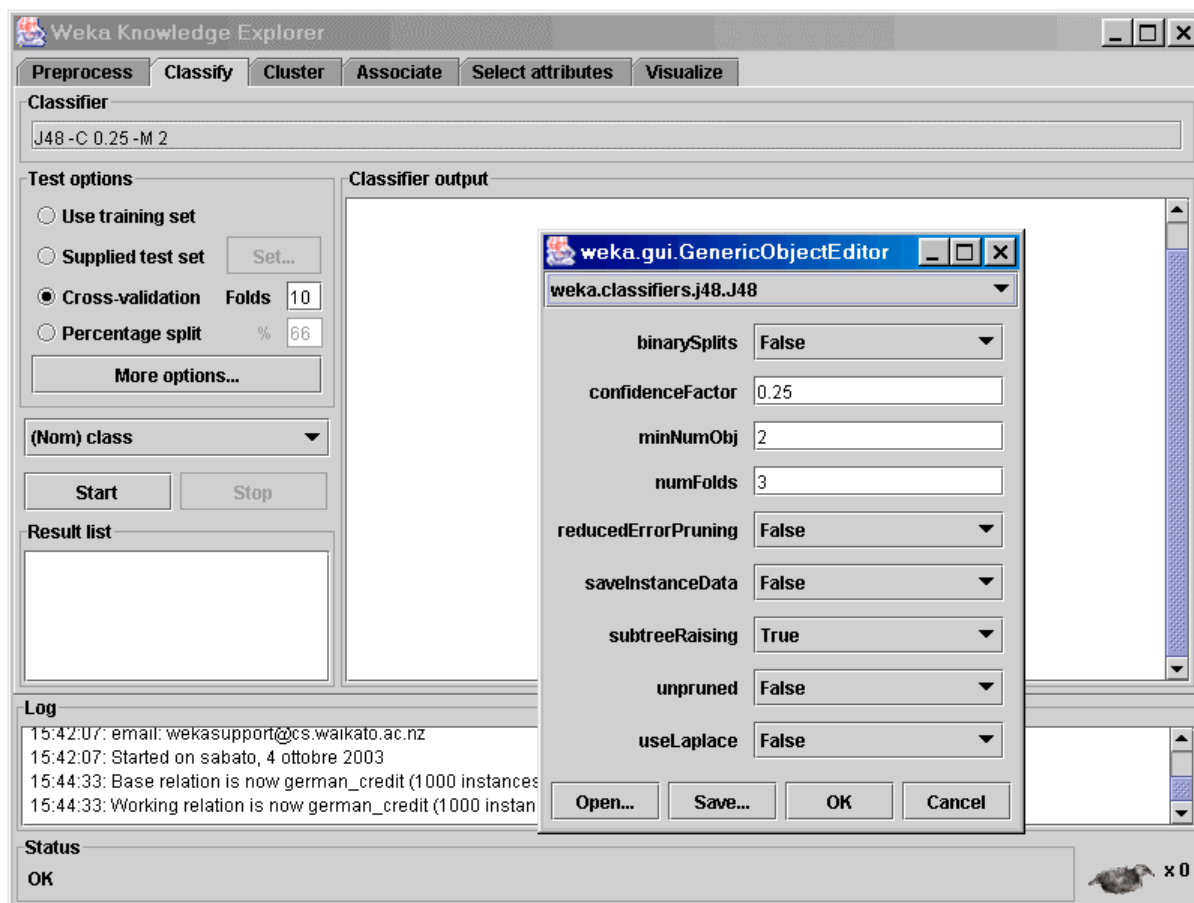 Weka Knowledge Explorer
Preprocess Classify Cluster Associate Select attributes Visualize
Classifier
J48 -C 0.25 -M 2
Test options
Use training set
Supplied test set Set...
Cross-validation Folds 10
Percentage split % 66
More options...
(Nom) class
Start Stop
Result list
Classifier output
weka.gui.GenericObjectEditor
weka.classifiers.j48.J48
binarySplits False
confidenceFactor 0.25
minNumObj 2
numFolds 3
reducedErrorPruning False
saveInstanceData False
subtreeRaising True
unpruned False
useLaplace False
Open... Save... OK Cancel
Log
15:42:07: email: wekasupport@cs.waikato.ac.nz
15:42:07: Started on sabato, 4 ottobre 2003
15:44:33: Base relation is now german_credit (1000 instances
15:44:33: Working relation is now german_credit (1000 instan
Status
OK
x 0